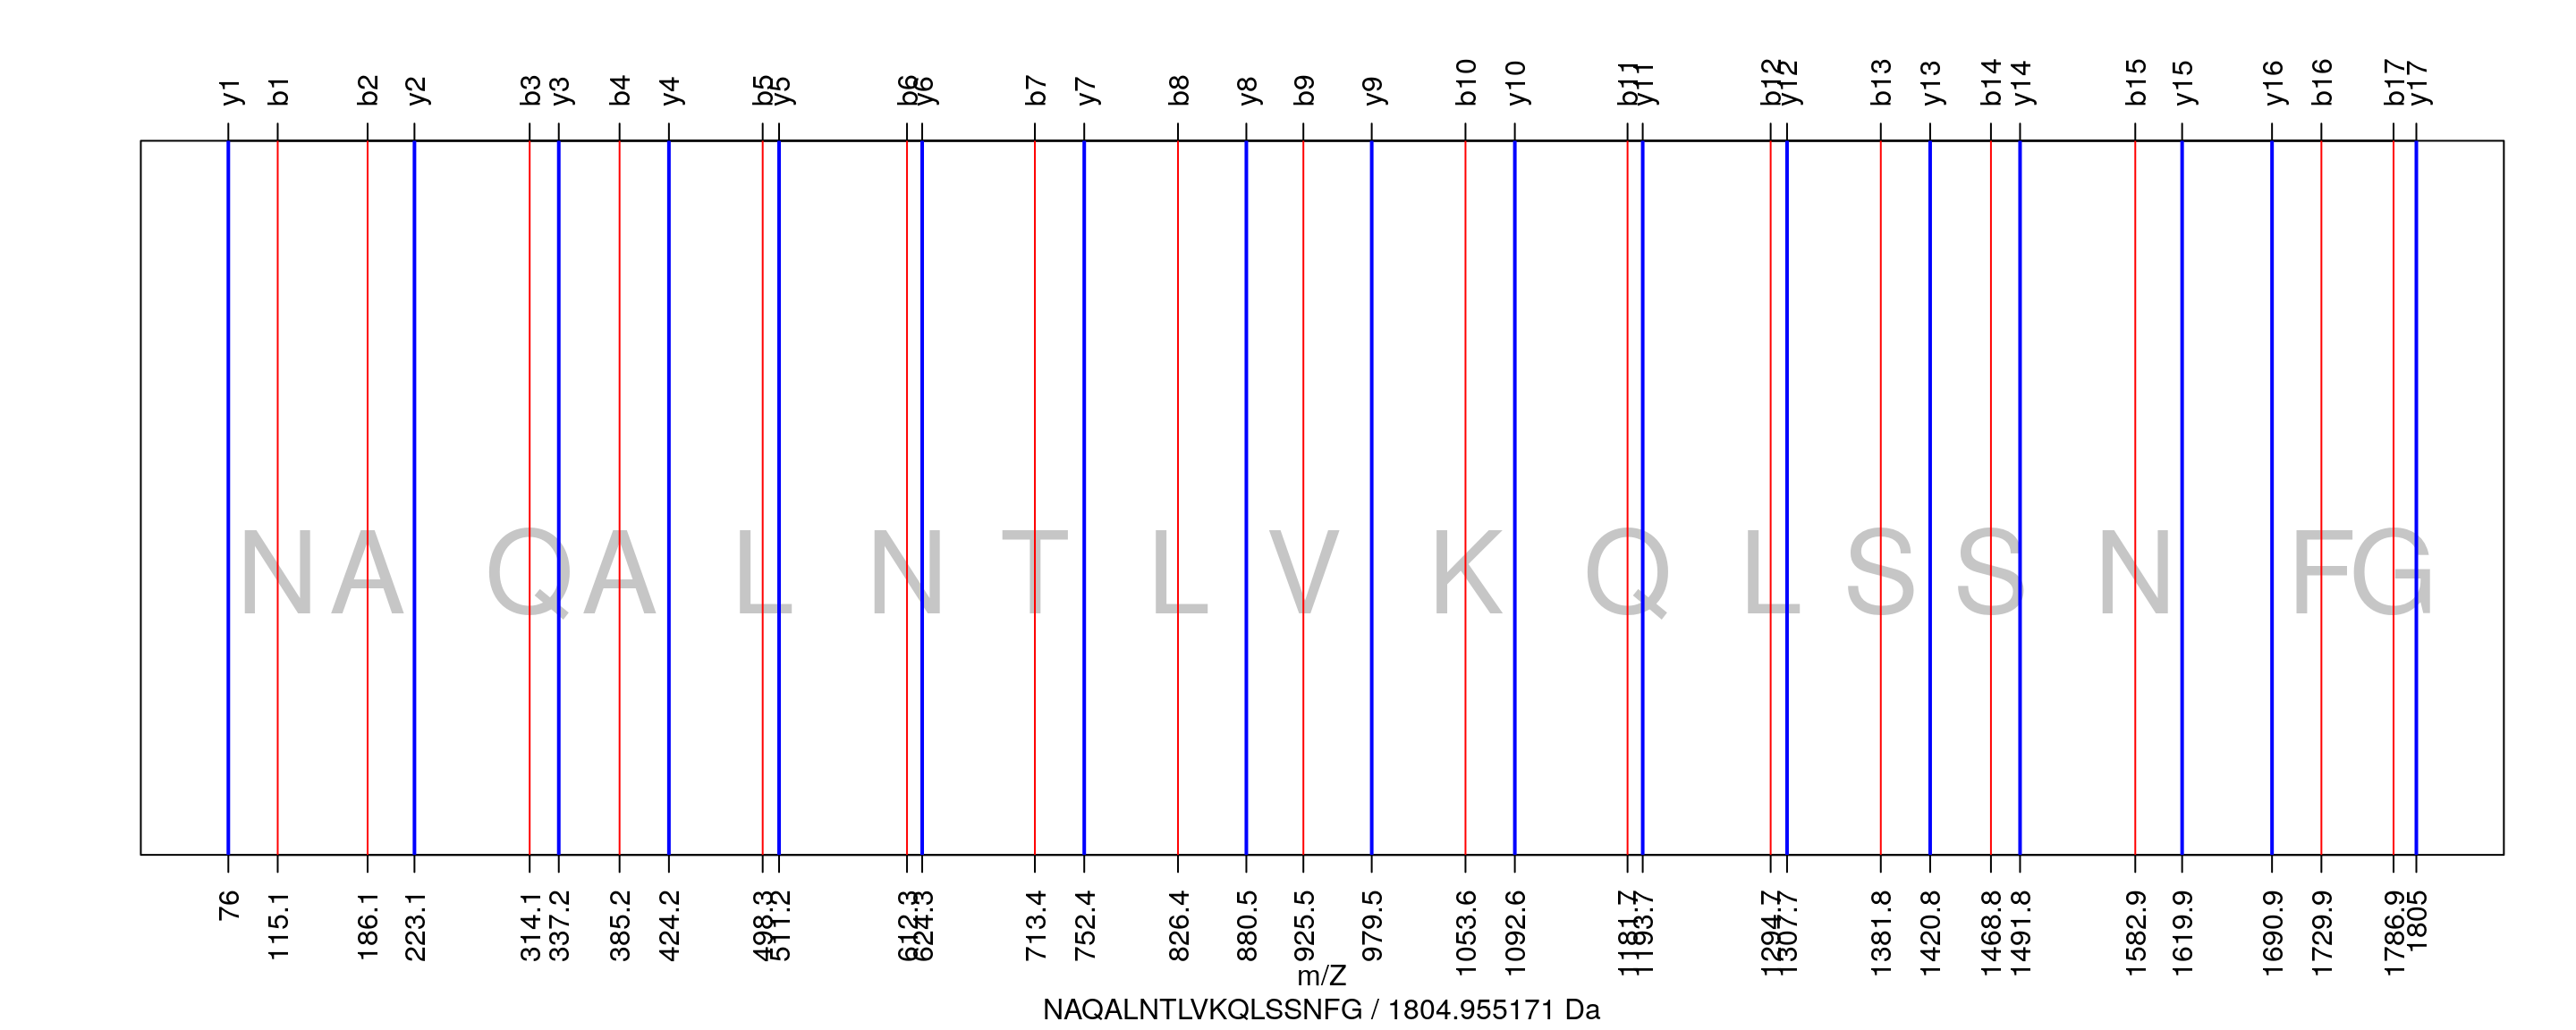 y1 b1 b2 y2 b3 y3 b4 y4 b5 y5 b6 y6 b7 y7 b8 y8 b9 y9 b10 y10 b11 y11 b12 y12 b13 y13 b14 y14 b15 y15 y16 b16 b17 y17
N A Q A L N T L V K Q L S S N F G
76 115.1 186.1 223.1 314.1 337.2 385.2 424.2 498.3 511.2 612.3 624.3 713.4 752.4 826.4 880.5 925.5 979.5 1053.6 1092.6 1181.7 1193.7 1294.7 1307.7 1381.8 1420.8 1468.8 1491.8 1582.9 1619.9 1690.9 1729.9 1786.9 1805
m/Z
NAQALNTLVKQLSSNFG / 1804.955171 Da